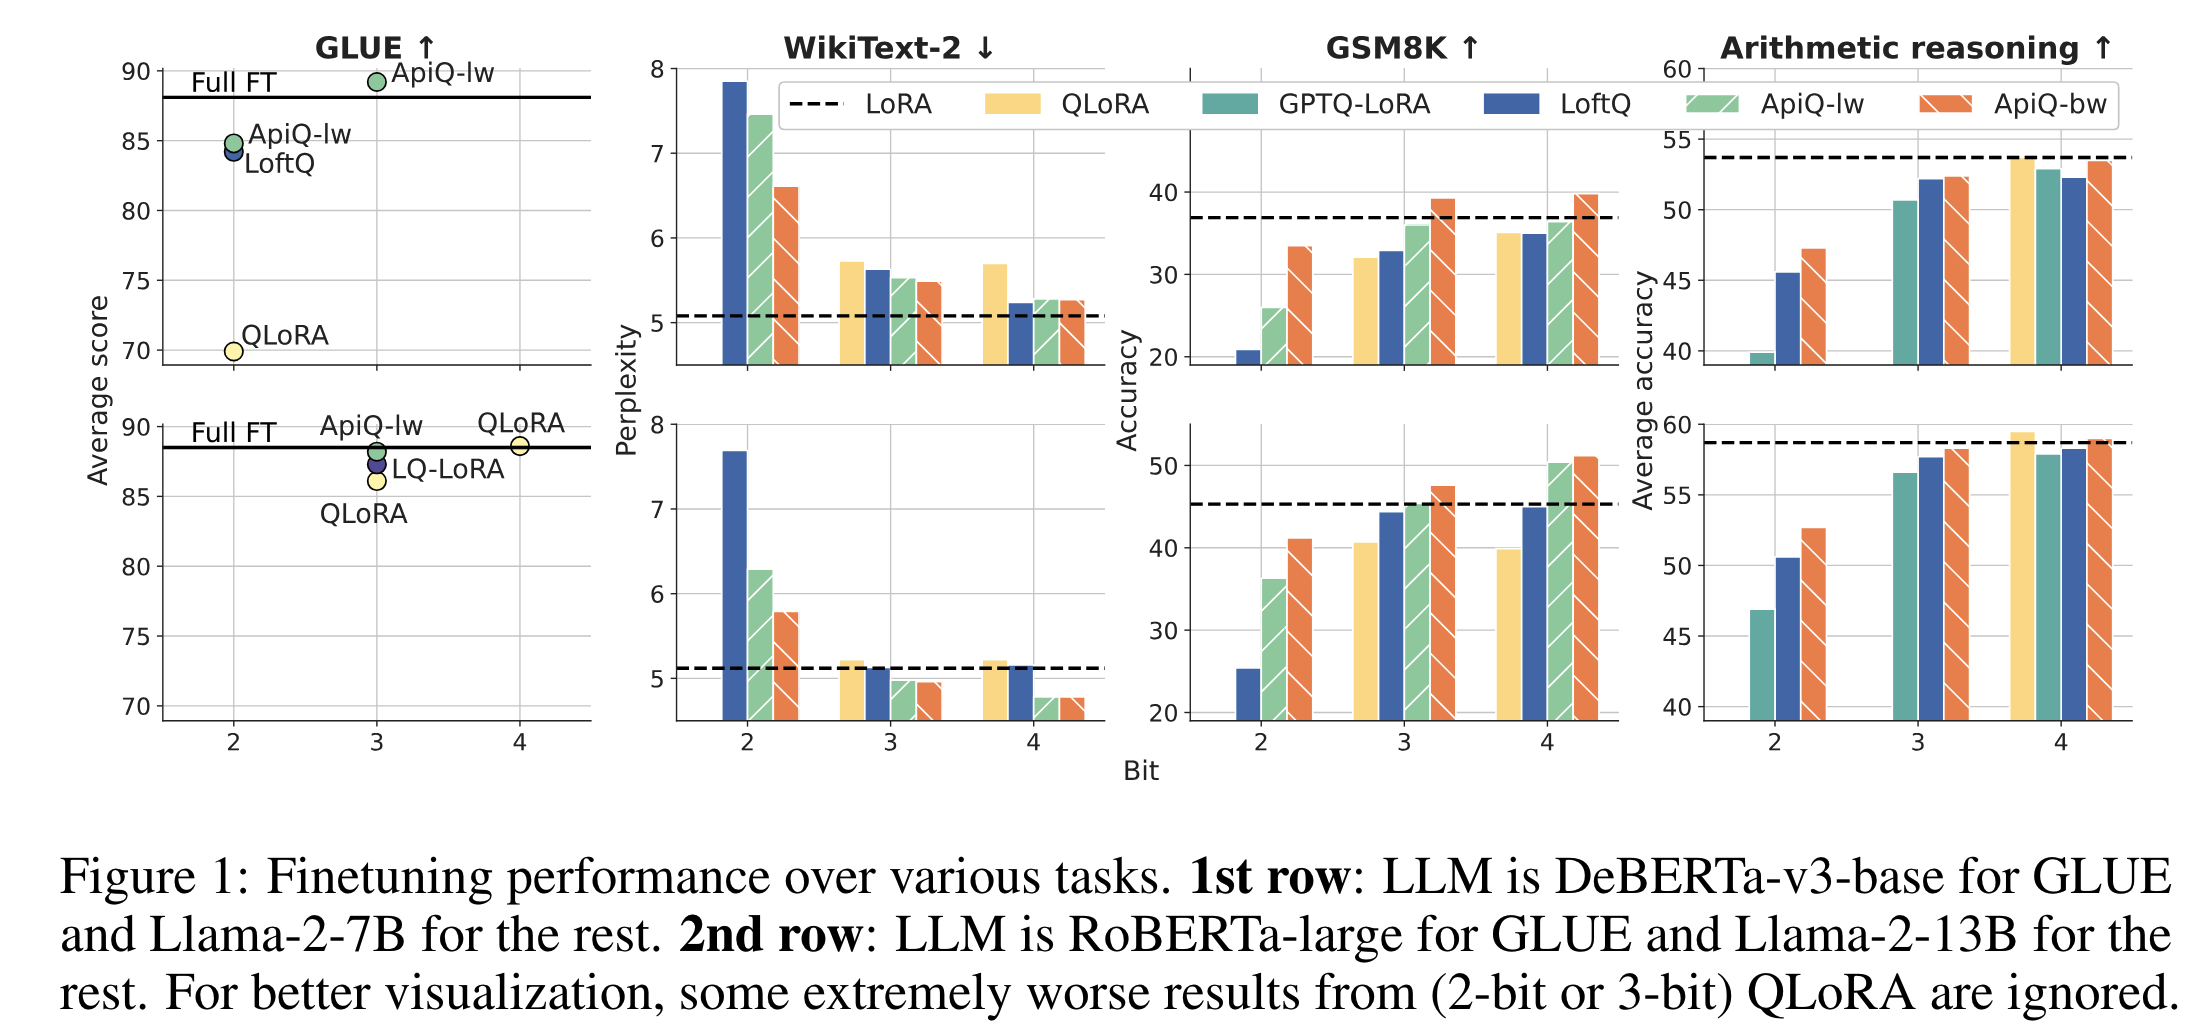 GLUE ↑
WikiText-2 ↓
GSM8K ↑
Arithmetic reasoning ↑
LoRA
QLoRA
GPTQ-LoRA
LoftQ
ApiQ-lw
ApiQ-bw
Average score
90
85
80
75
70
Full FT
ApiQ-lw
ApiQ-lw
LoftQ
QLoRA
90
85
80
75
70
Full FT
ApiQ-lw
QLoRA
LQ-LoRA
QLoRA
2
3
4
Perplexity
8
7
6
5
8
7
6
5
2
3
4
Accuracy
40
30
20
50
40
30
20
2
3
4
Average accuracy
60
55
50
45
40
60
55
50
45
40
2
3
4
Bit
Figure 1: Finetuning performance over various tasks. 1st row: LLM is DeBERTa-v3-base for GLUE
and Llama-2-7B for the rest. 2nd row: LLM is RoBERTa-large for GLUE and Llama-2-13B for the
rest. For better visualization, some extremely worse results from (2-bit or 3-bit) QLoRA are ignored.